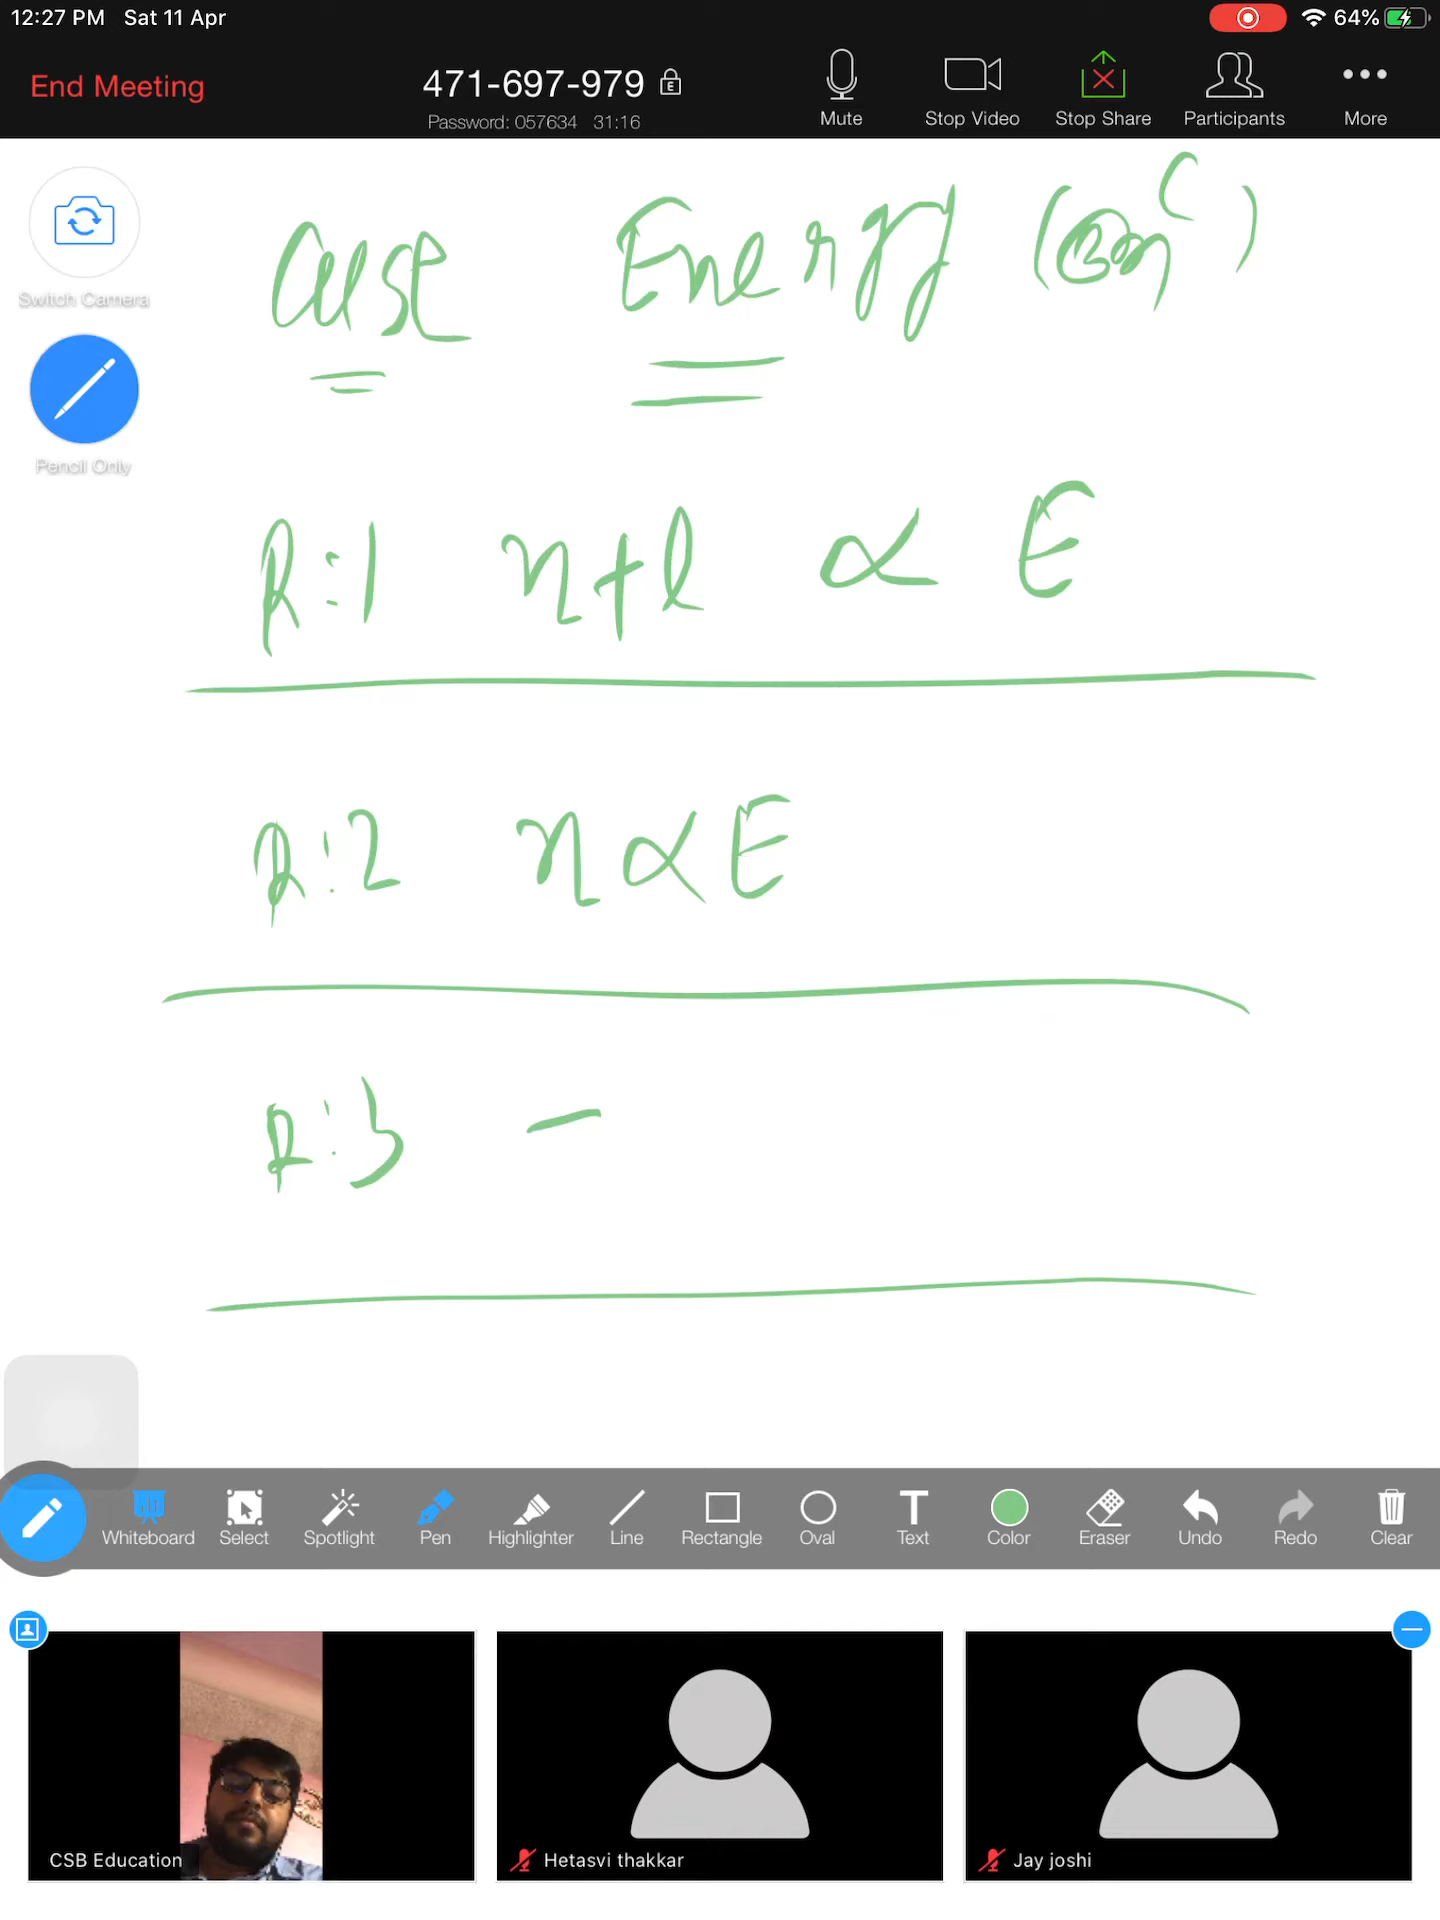 12:27 PM Sat 11 Apr 64%
End Meeting
471-697-979
Password: 057634 31:16
Mute
Stop Video
Stop Share
Participants
More
Switch Camera
Pencil Only
Energy
R:1 n+l ∝ E
R:2 n ∝ E
R:3 –
Whiteboard
Select
Spotlight
Pen
Highlighter
Line
Rectangle
Oval
Text
Color
Eraser
Undo
Redo
Clear
CSB Education
Hetasvi thakkar
Jay joshi